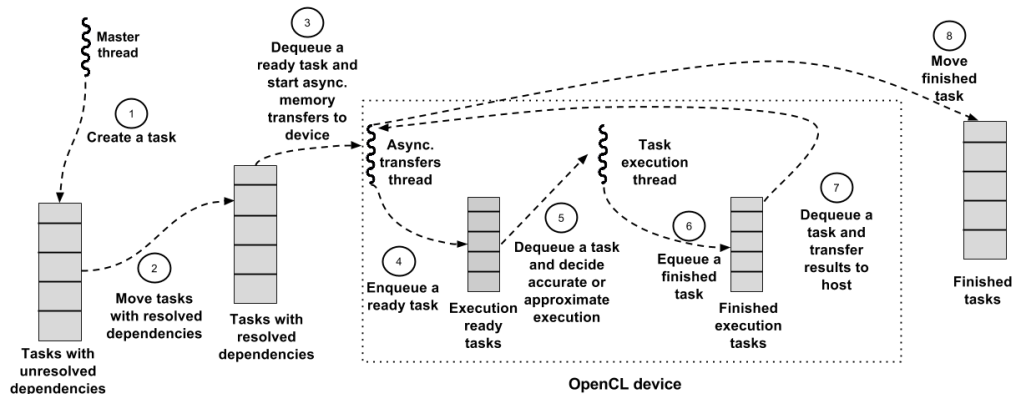 Master
thread
1
Create a task
Tasks with
unresolved
dependencies
2
Move tasks
with resolved
dependencies
3
Dequeue a
ready task and
start async.
memory
transfers to
device
Tasks with
resolved
dependencies
Async.
transfers
thread
4
Enqueue a
ready task
Execution
ready
tasks
5
Dequeue a task
and decide
accurate or
approximate
execution
Task
execution
thread
6
Equeue a
finished
task
Finished
execution
tasks
7
Dequeue a
task and
transfer
results to
host
8
Move
finished
task
Finished
tasks
OpenCL device